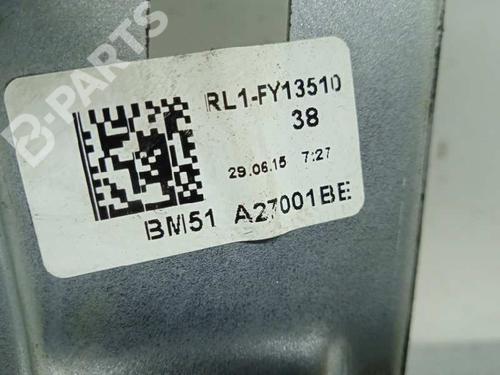 B-PARTS
RL1-FY13510
38
29.06.15 7:27
BM51 A27001BE